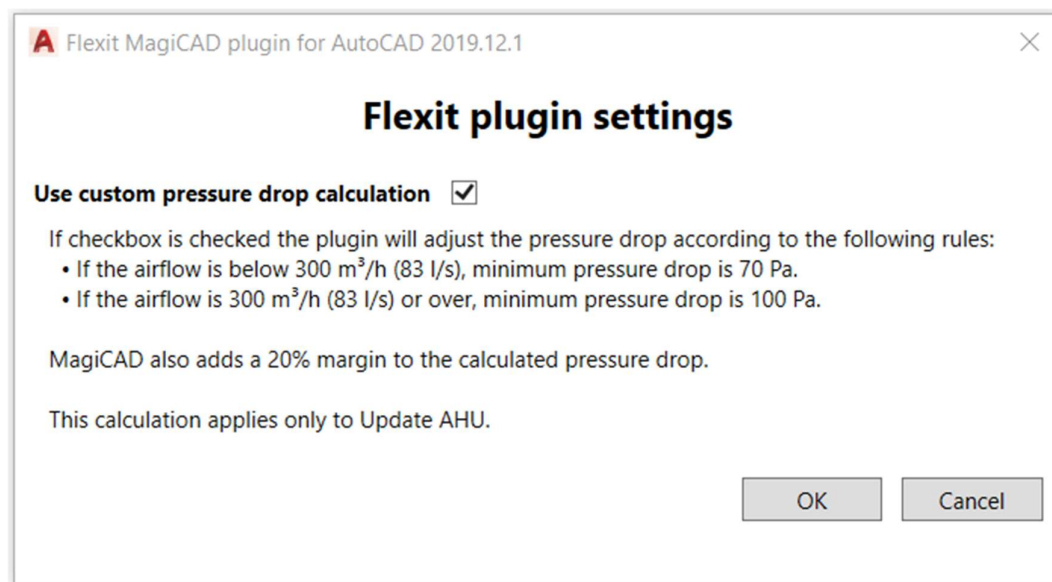 Flexit MagiCAD plugin for AutoCAD 2019.12.1
Flexit plugin settings
Use custom pressure drop calculation
If checkbox is checked the plugin will adjust the pressure drop according to the following rules:
• If the airflow is below 300 m³/h (83 l/s), minimum pressure drop is 70 Pa.
• If the airflow is 300 m³/h (83 l/s) or over, minimum pressure drop is 100 Pa.
MagiCAD also adds a 20% margin to the calculated pressure drop.
This calculation applies only to Update AHU.
OK
Cancel